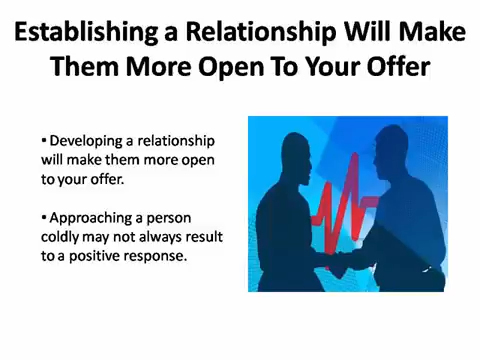 Establishing a Relationship Will Make
Them More Open To Your Offer
• Developing a relationship
will make them more open
to your offer.
• Approaching a person
coldly may not always result
to a positive response.